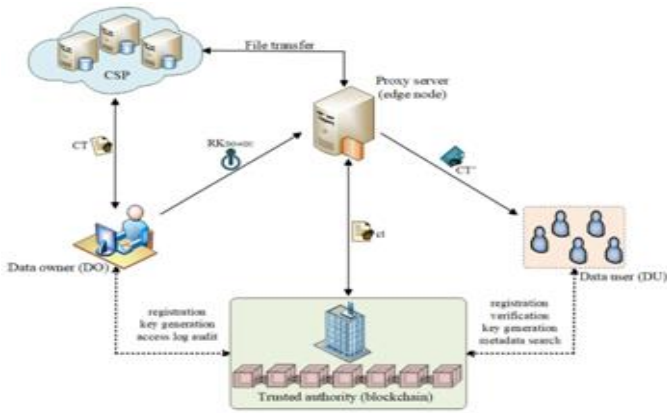 File transfer
CSP
Proxy server
(edge node)
CT
CT'
ct
Data owner (DO)
Data user (DU)
registration
key generation
access log audit
registration
verification
key generation
metadata search
Trusted authority (blockchain)